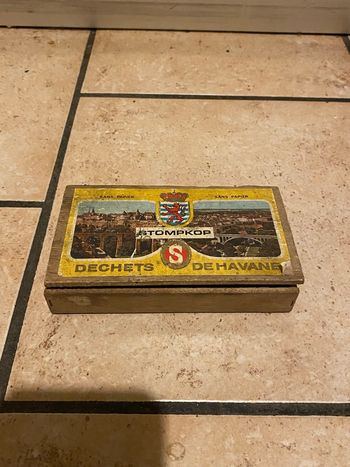 SANS PAPIER SANS PAPIER
STOMPKOP
S
DECHETS DE HAVANE